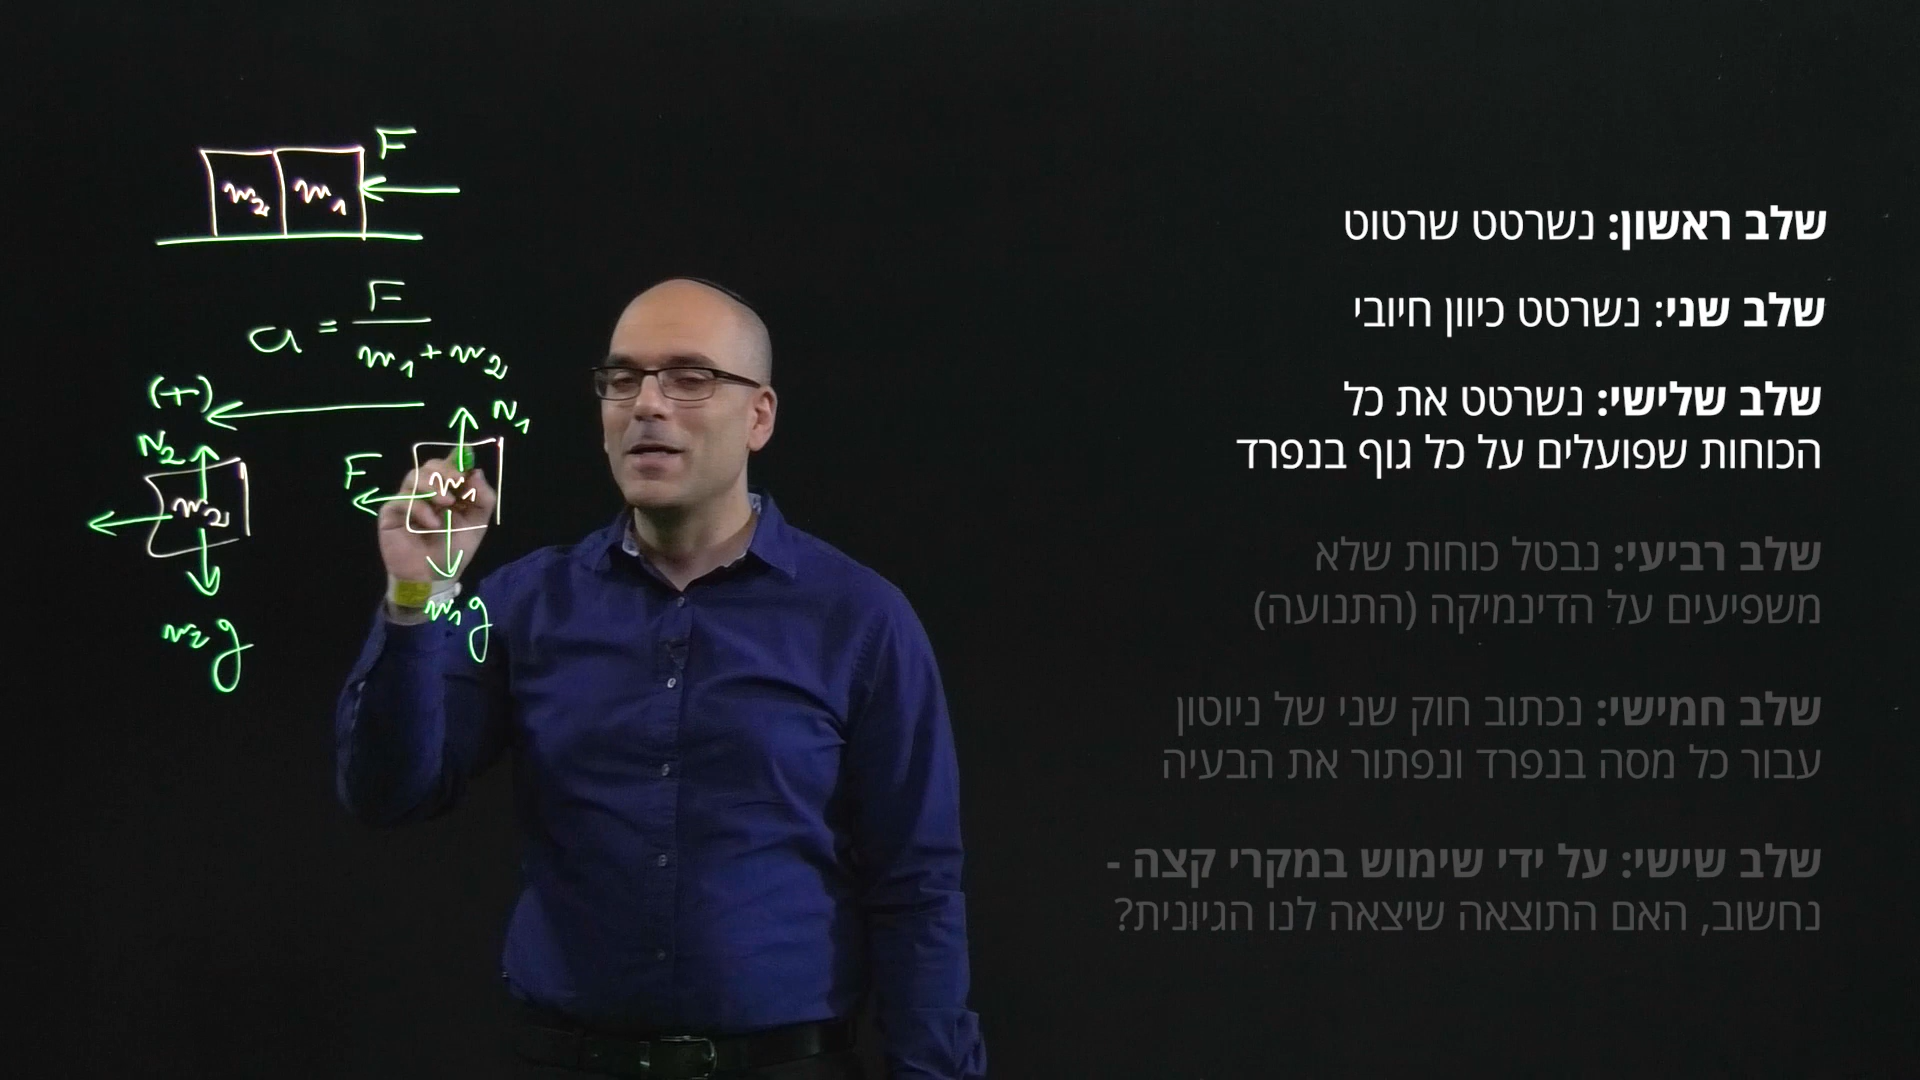 F
m₂ m₁
a = F / (m₁ + m₂)
(+)
N₂
N₁
F
m₂
m₁
m₂g
m₁g
שלב ראשון: נשרטט שרטוט
שלב שני: נשרטט כיוון חיובי
שלב שלישי: נשרטט את כל
הכוחות שפועלים על כל גוף בנפרד
שלב רביעי: נבטל כוחות שלא
משפיעים על הדינמיקה (התנועה)
שלב חמישי: נכתוב חוק שני של ניוטון
עבור כל מסה בנפרד ונפתור את הבעיה
שלב שישי: על ידי שימוש במקרי קצה -
נחשוב, האם התוצאה שיצאה לנו הגיונית?